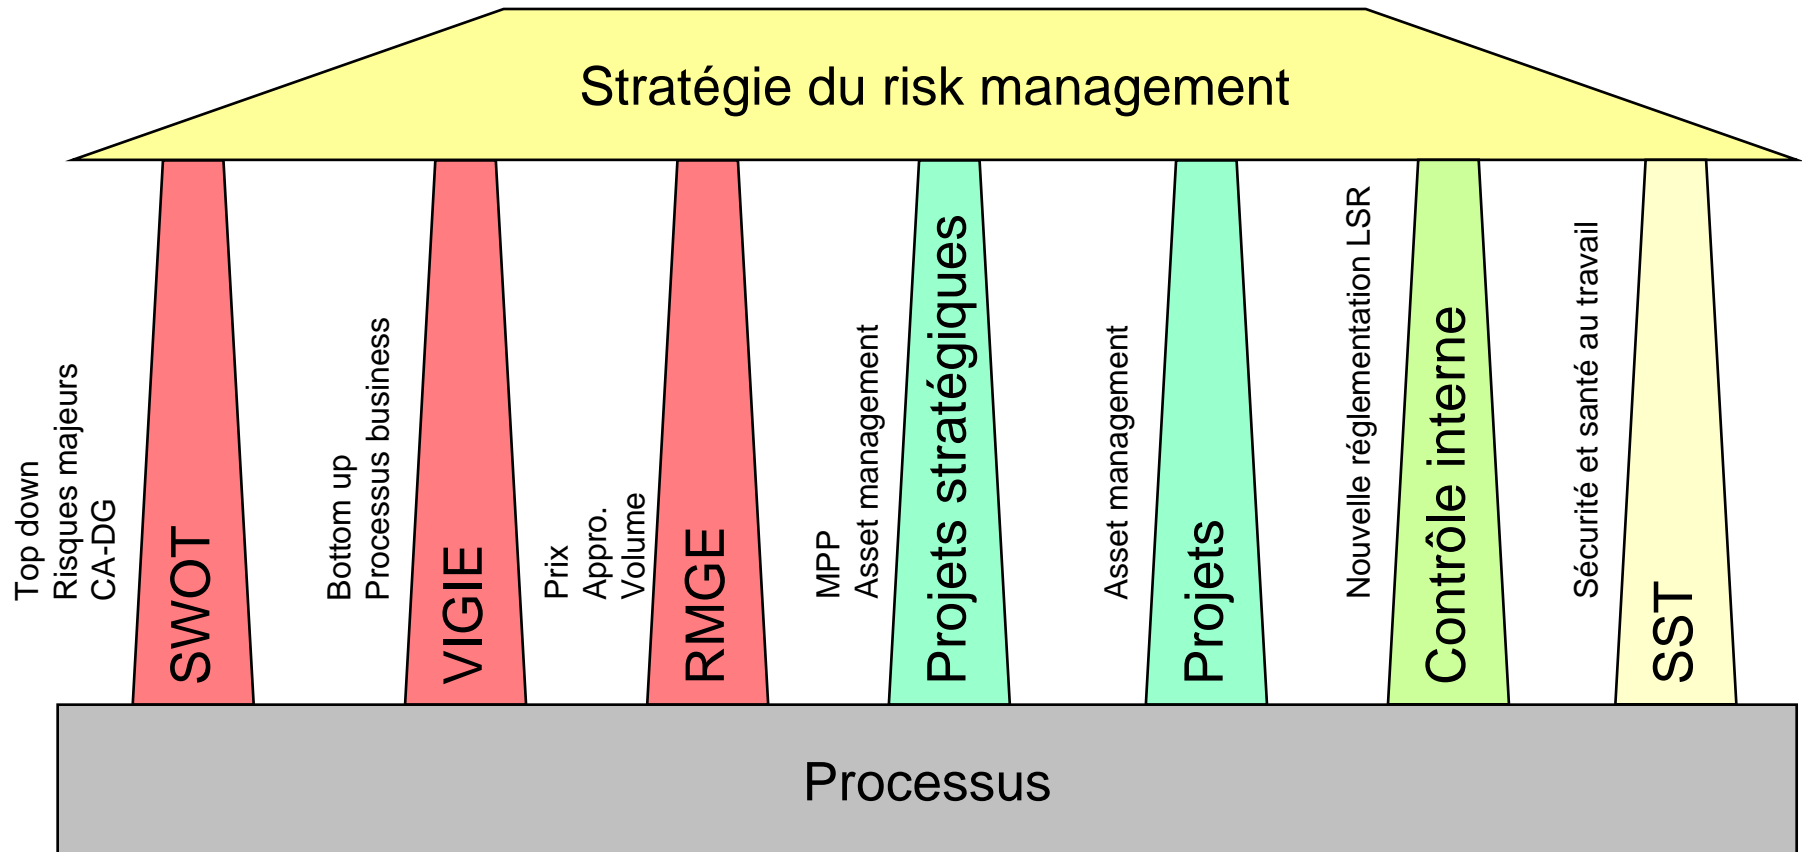 Stratégie du risk management
Top down
Risques majeurs
CA-DG
SWOT
Bottom up
Processus business
VIGIE
Prix
Appro.
Volume
RMGE
MPP
Asset management
Projets stratégiques
Asset management
Projets
Nouvelle réglementation LSR
Contrôle interne
Sécurité et santé au travail
SST
Processus